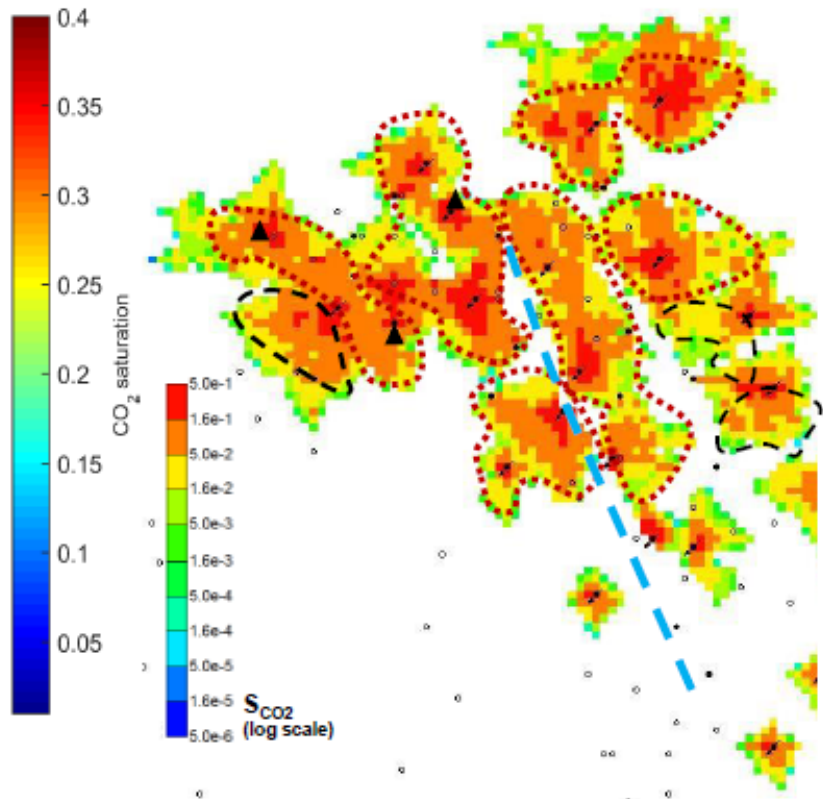 0.4
0.35
0.3
0.25
0.2
0.15
0.1
0.05
CO2 saturation
5.0e-1
1.6e-1
5.0e-2
1.6e-2
5.0e-3
1.6e-3
5.0e-4
1.6e-4
5.0e-5
1.6e-5
5.0e-6
SCO2
(log scale)